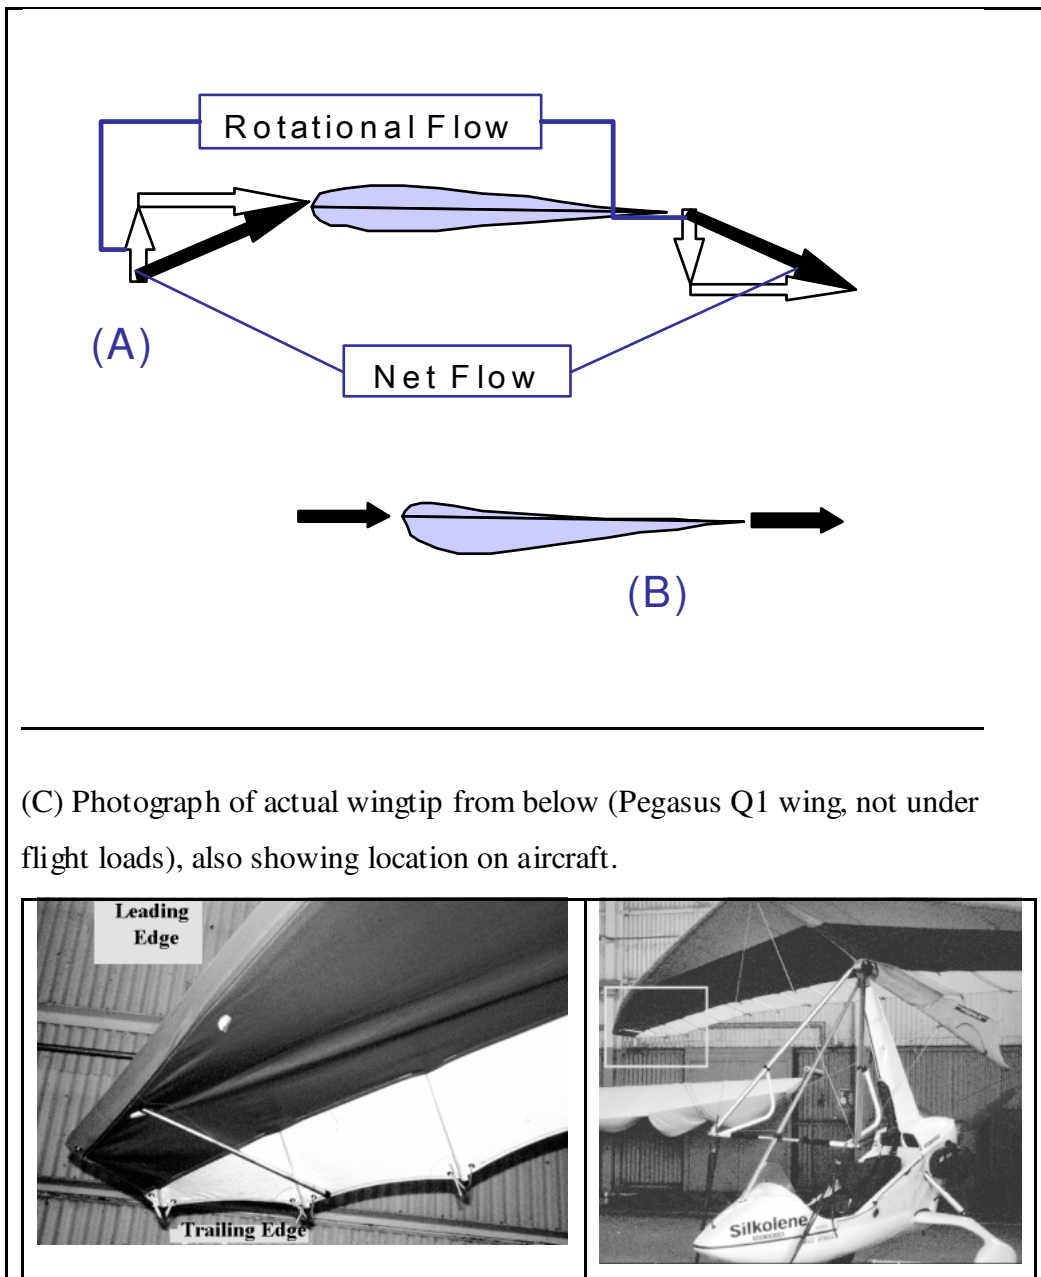 Rotational Flow
(A)
Net Flow
(B)
(C) Photograph of actual wingtip from below (Pegasus Q1 wing, not under
flight loads), also showing location on aircraft.
Leading
Edge
Trailing Edge
Silkolene